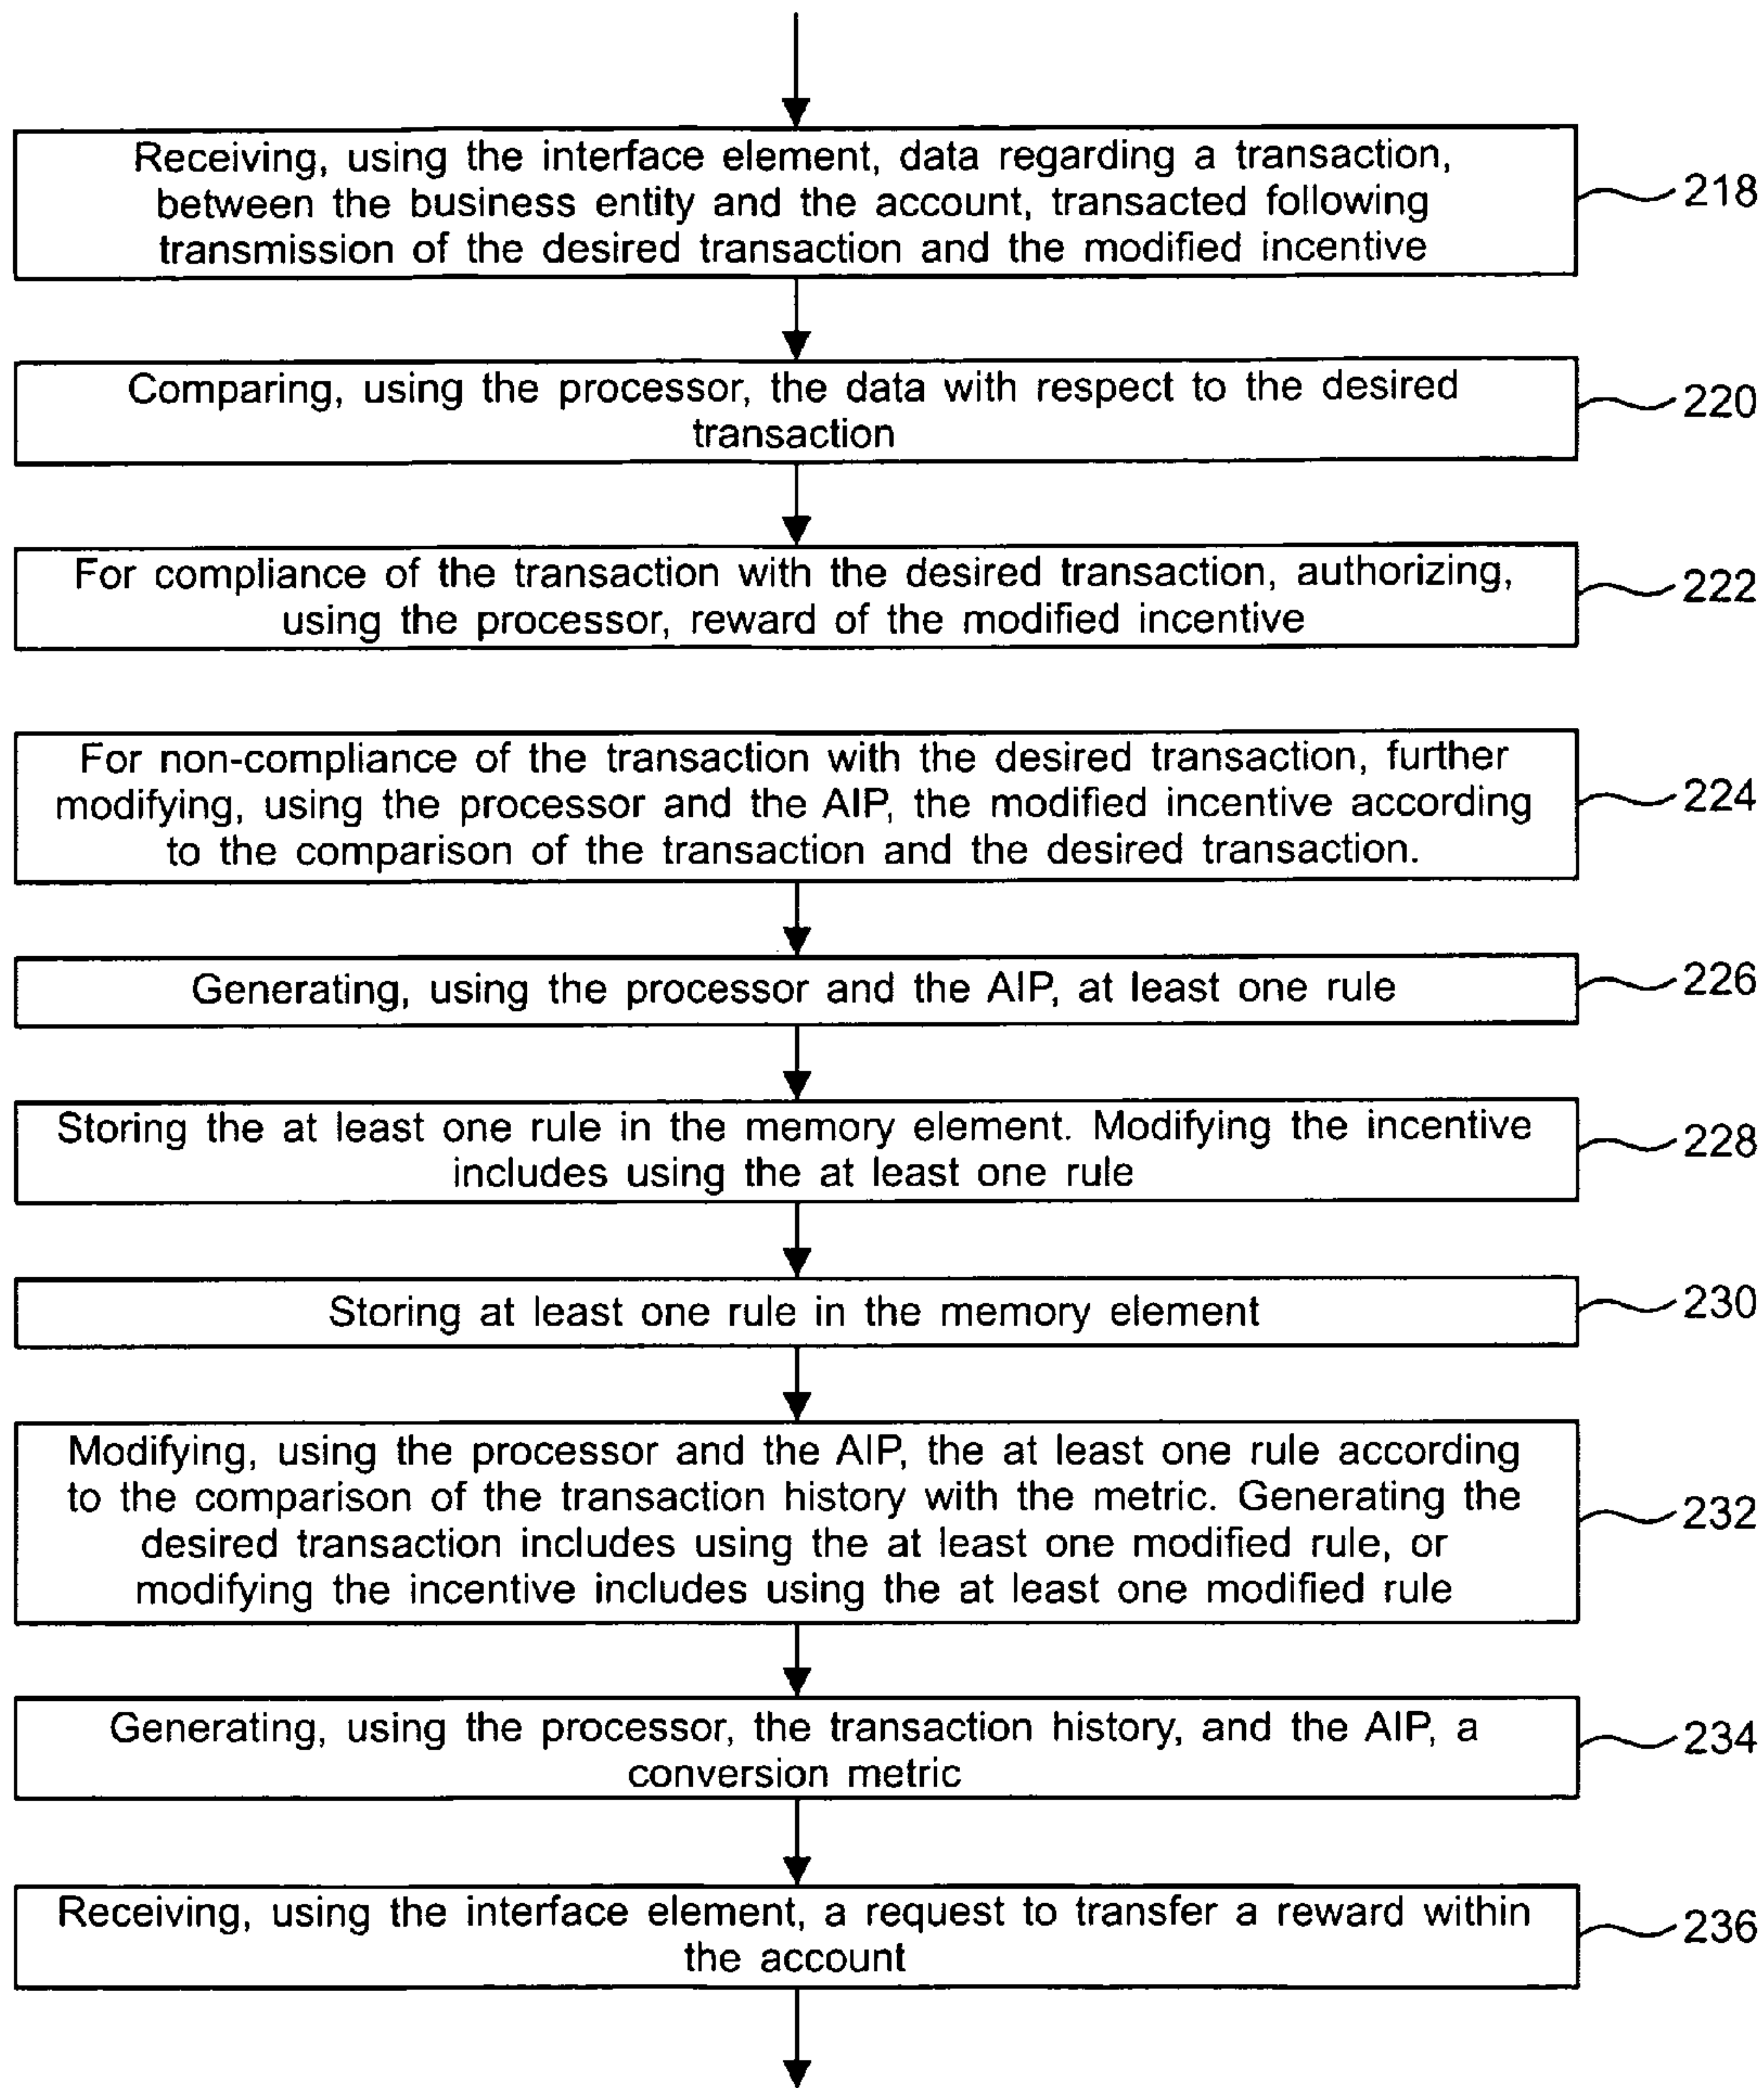 Receiving, using the interface element, data regarding a transaction,
between the business entity and the account, transacted following
transmission of the desired transaction and the modified incentive
218
Comparing, using the processor, the data with respect to the desired
transaction
220
For compliance of the transaction with the desired transaction, authorizing,
using the processor, reward of the modified incentive
222
For non-compliance of the transaction with the desired transaction, further
modifying, using the processor and the AIP, the modified incentive according
to the comparison of the transaction and the desired transaction.
224
Generating, using the processor and the AIP, at least one rule
226
Storing the at least one rule in the memory element. Modifying the incentive
includes using the at least one rule
228
Storing at least one rule in the memory element
230
Modifying, using the processor and the AIP, the at least one rule according
to the comparison of the transaction history with the metric. Generating the
desired transaction includes using the at least one modified rule, or
modifying the incentive includes using the at least one modified rule
232
Generating, using the processor, the transaction history, and the AIP, a
conversion metric
234
Receiving, using the interface element, a request to transfer a reward within
the account
236